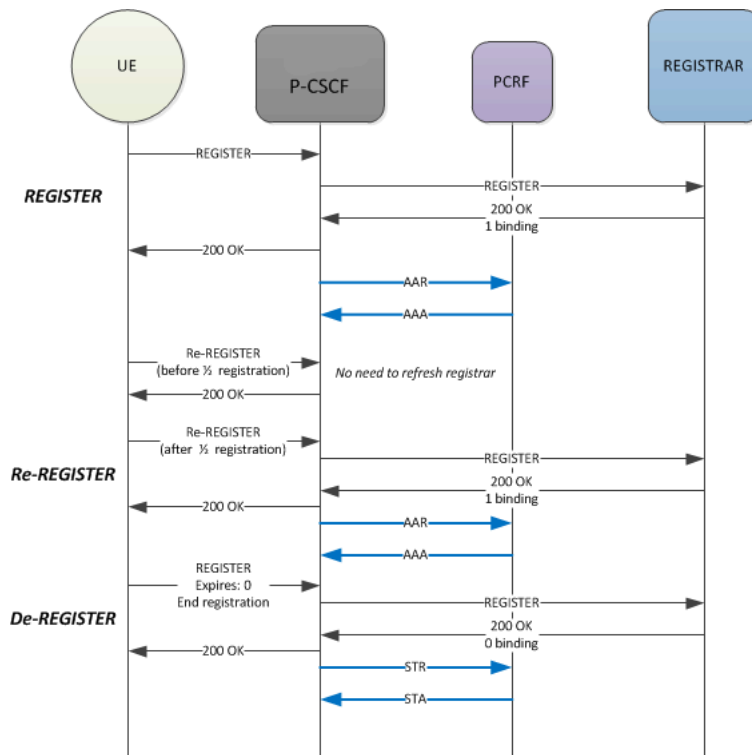 UE
P-CSCF
PCRF
REGISTRAR
REGISTER
REGISTER
REGISTER
200 OK
1 binding
200 OK
AAR
AAA
Re-REGISTER
(before ½ registration)
No need to refresh registrar
200 OK
Re-REGISTER
(after ½ registration)
Re-REGISTER
REGISTER
200 OK
1 binding
200 OK
AAR
AAA
REGISTER
Expires: 0
End registration
De-REGISTER
REGISTER
200 OK
0 binding
200 OK
STR
STA